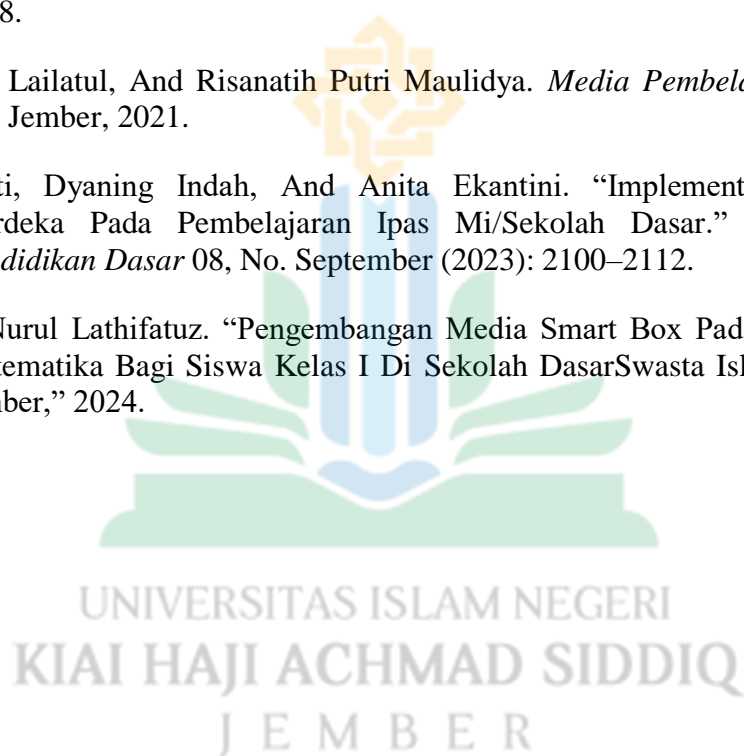 8.
Lailatul, And Risanatih Putri Maulidya. Media Pembela
Jember, 2021.
ti, Dyaning Indah, And Anita Ekantini. “Implement
rdeka Pada Pembelajaran Ipas Mi/Sekolah Dasar.”
didikan Dasar 08, No. September (2023): 2100–2112.
Nurul Lathifatuz. “Pengembangan Media Smart Box Pad
tematika Bagi Siswa Kelas I Di Sekolah DasarSwasta Isl
ber,” 2024.
UNIVERSITAS ISLAM NEGERI
KIAI HAJI ACHMAD SIDDIQ
JEMBER